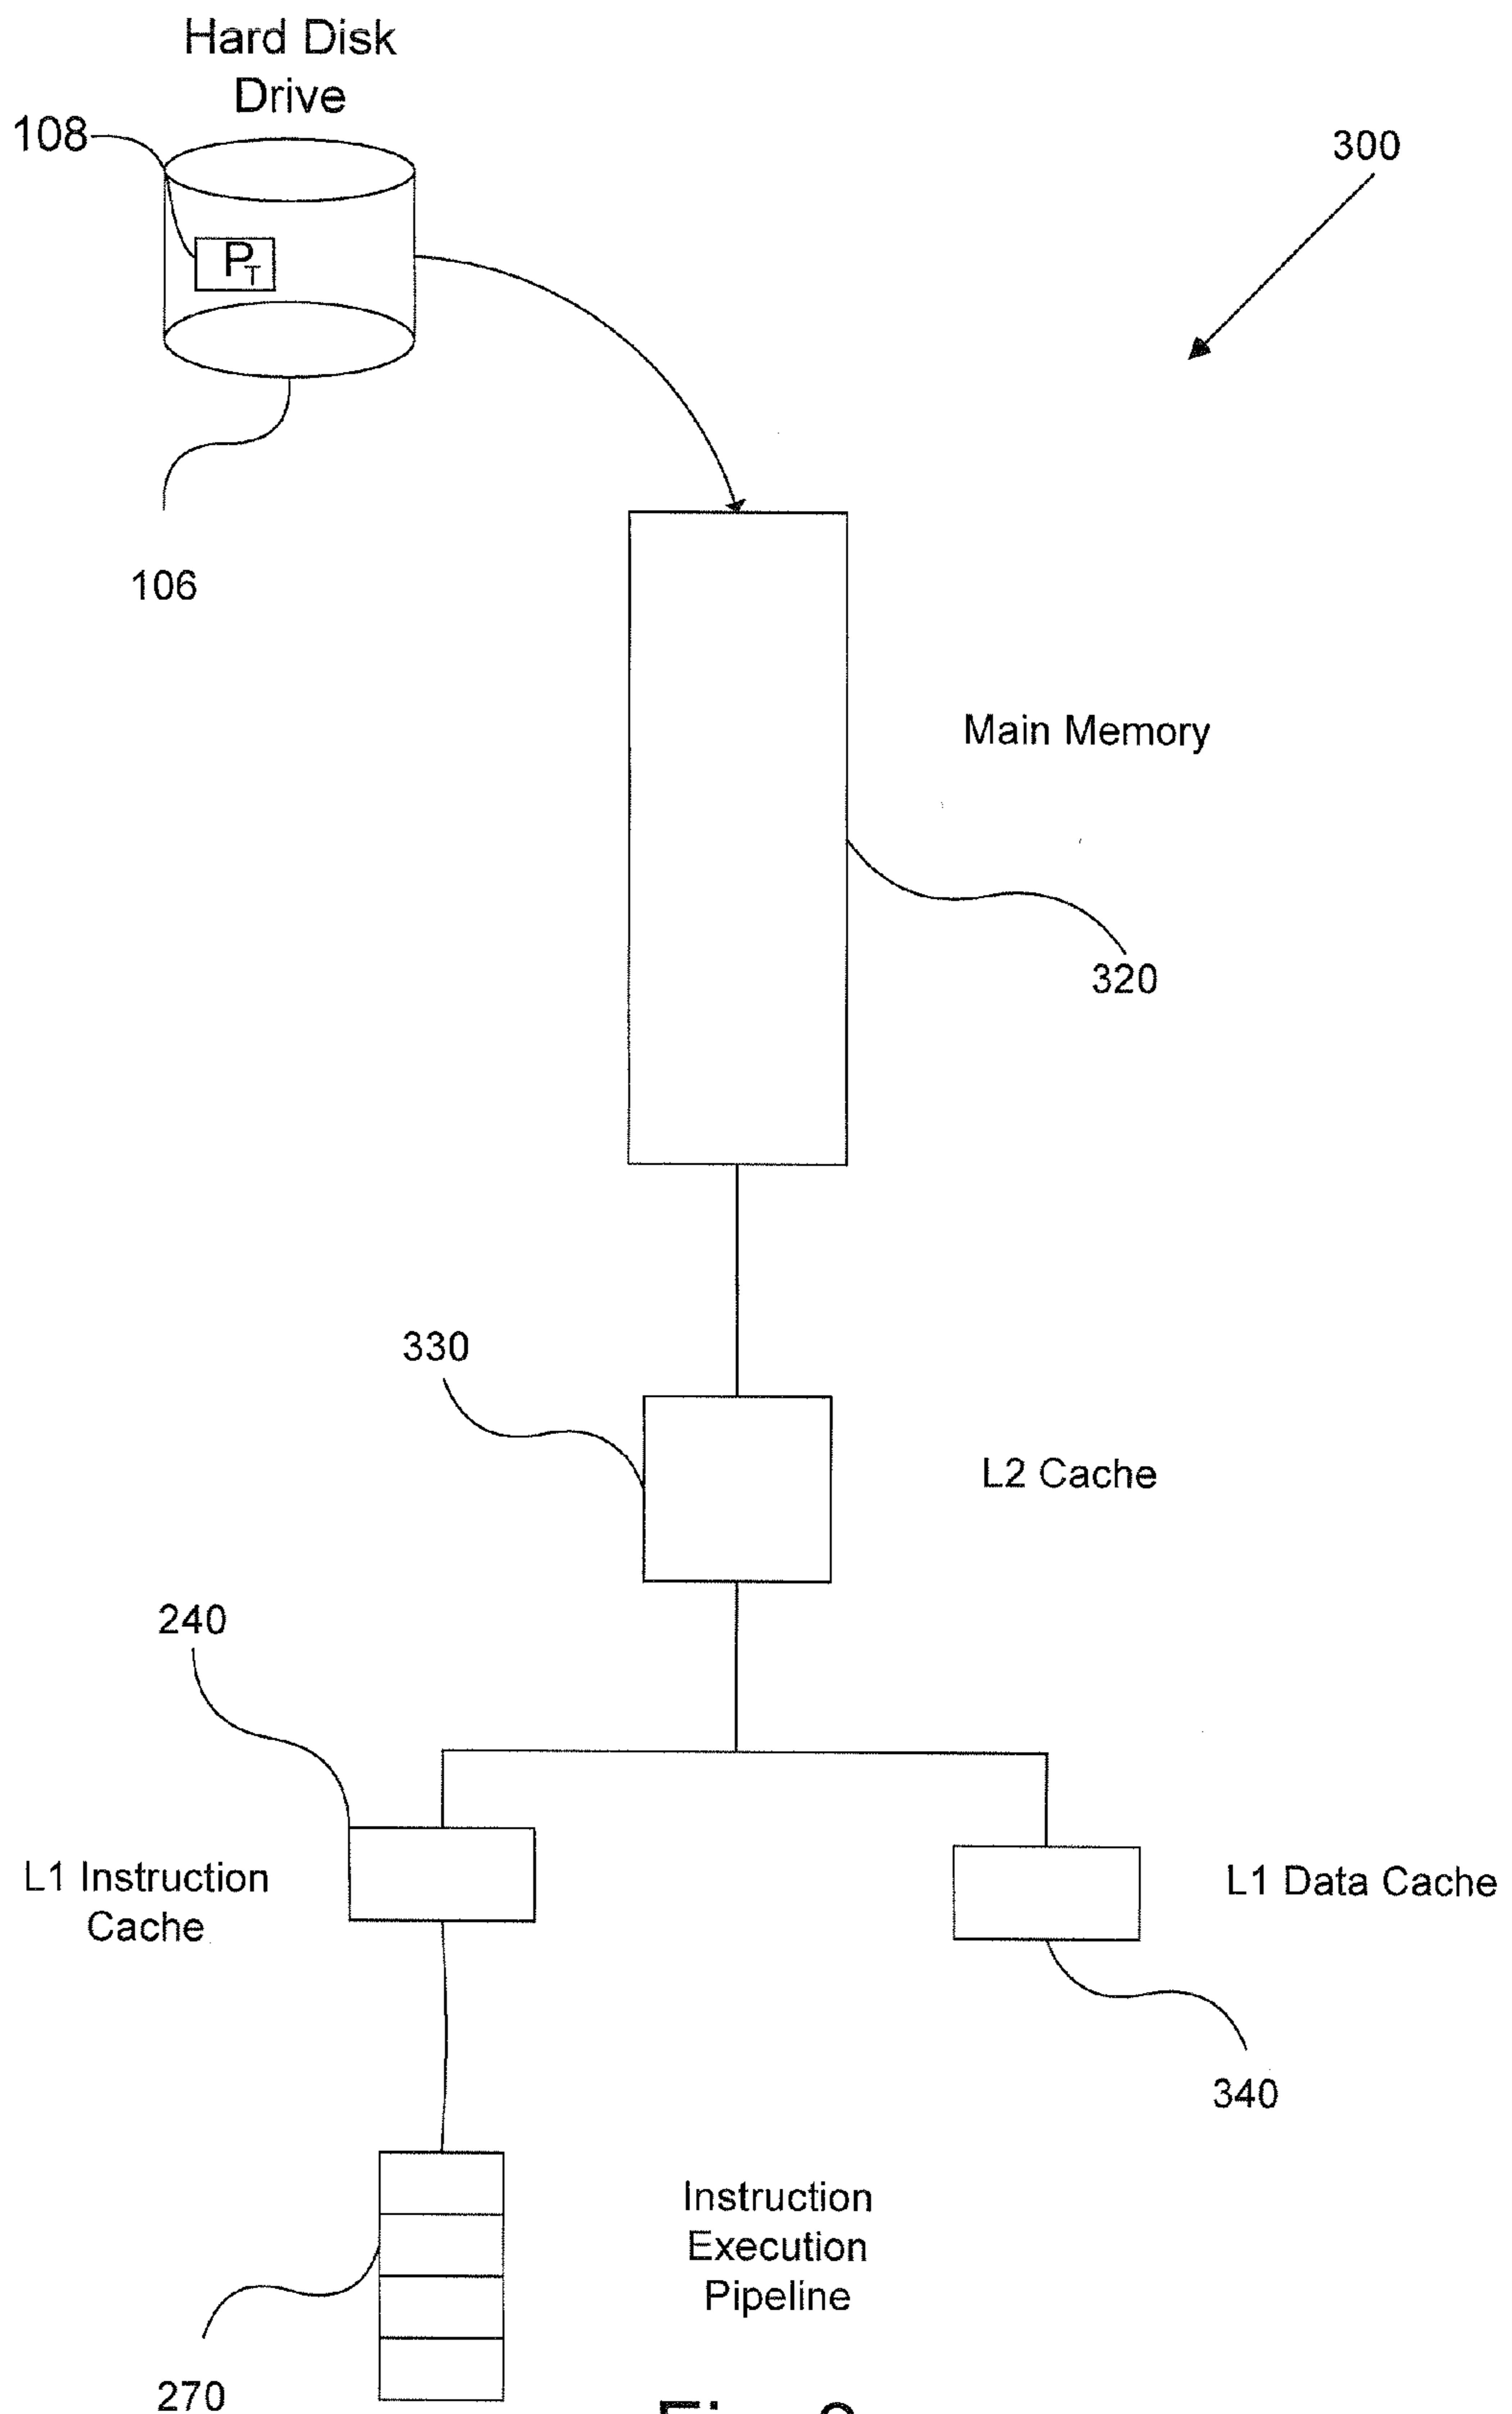 Hard Disk
Drive
108
300
P_T
106
Main Memory
320
330
L2 Cache
240
L1 Instruction
Cache
L1 Data Cache
340
Instruction
Execution
Pipeline
270